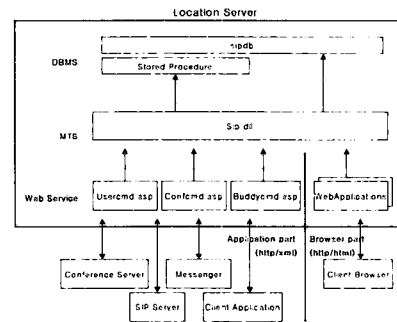 Location Server
sipdb
DBMS
Stored Procedure
Sip dll
MTS
Usercmd asp
Confcmd asp
Buddycmd asp
WebApplications
Web Service
Application part
(http/xml)
Browser part
(http/html)
Conference Server
Messenger
Client Browser
SIP Server
Client Application